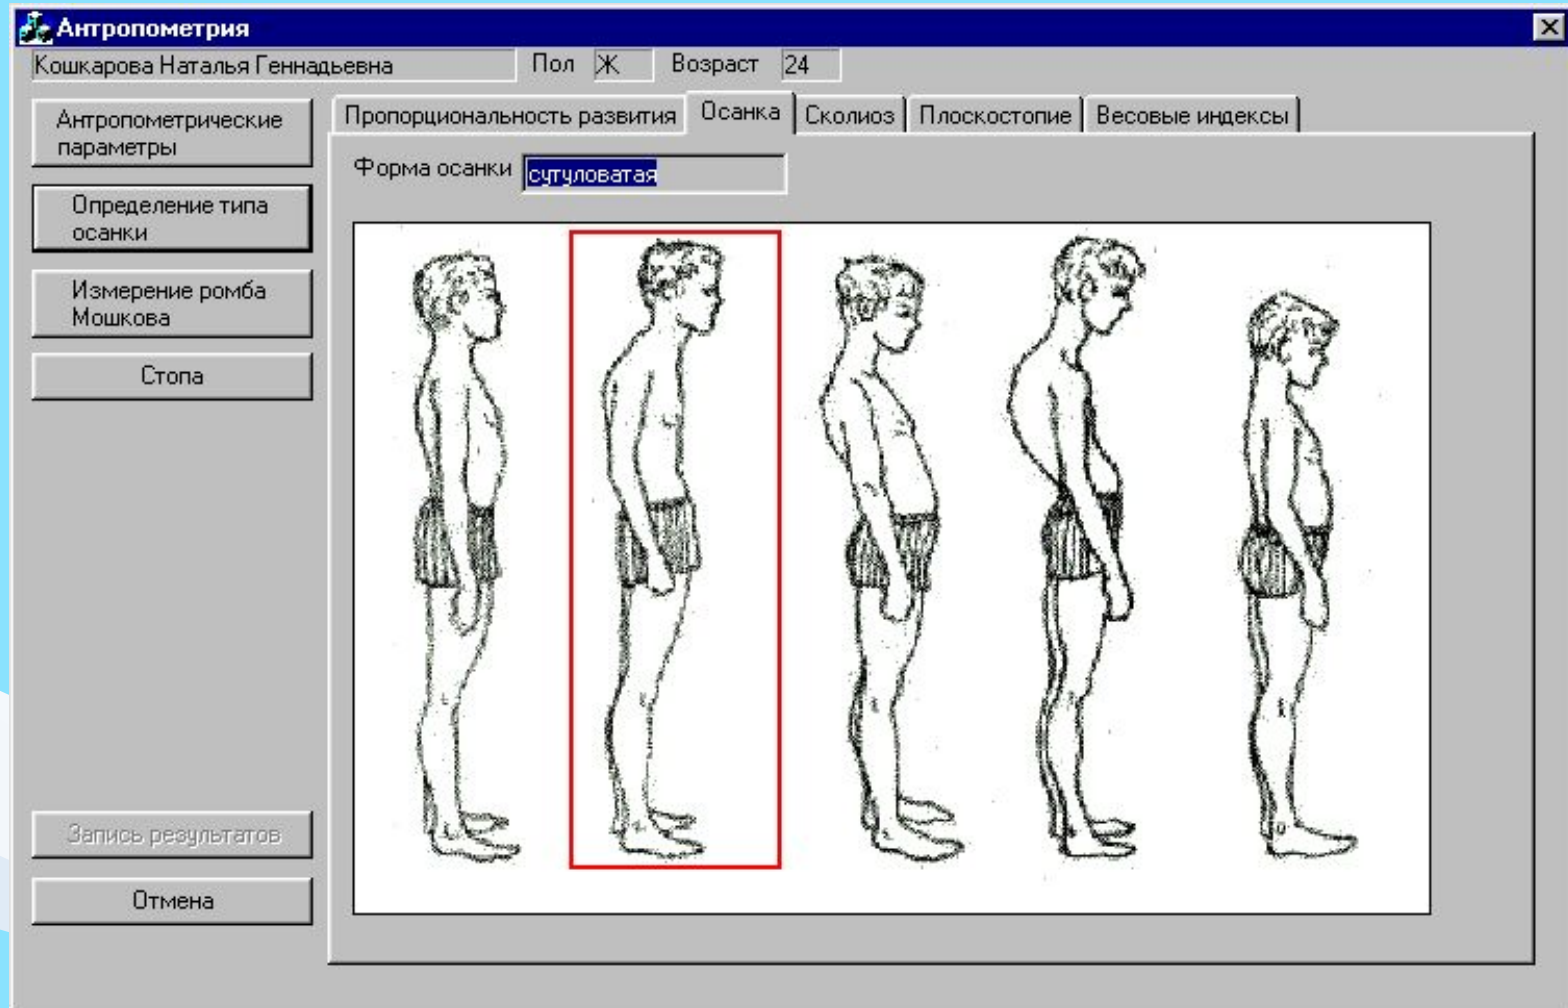 Антропометрия
Кошкарова Наталья Геннадьевна Пол Ж Возраст 24
Антропометрические
параметры
Определение типа
осанки
Измерение ромба
Мошкова
Стопа
Запись результатов
Отмена
Пропорциональность развития Осанка Сколиоз Плоскостопие Весовые индексы
Форма осанки сутуловатая